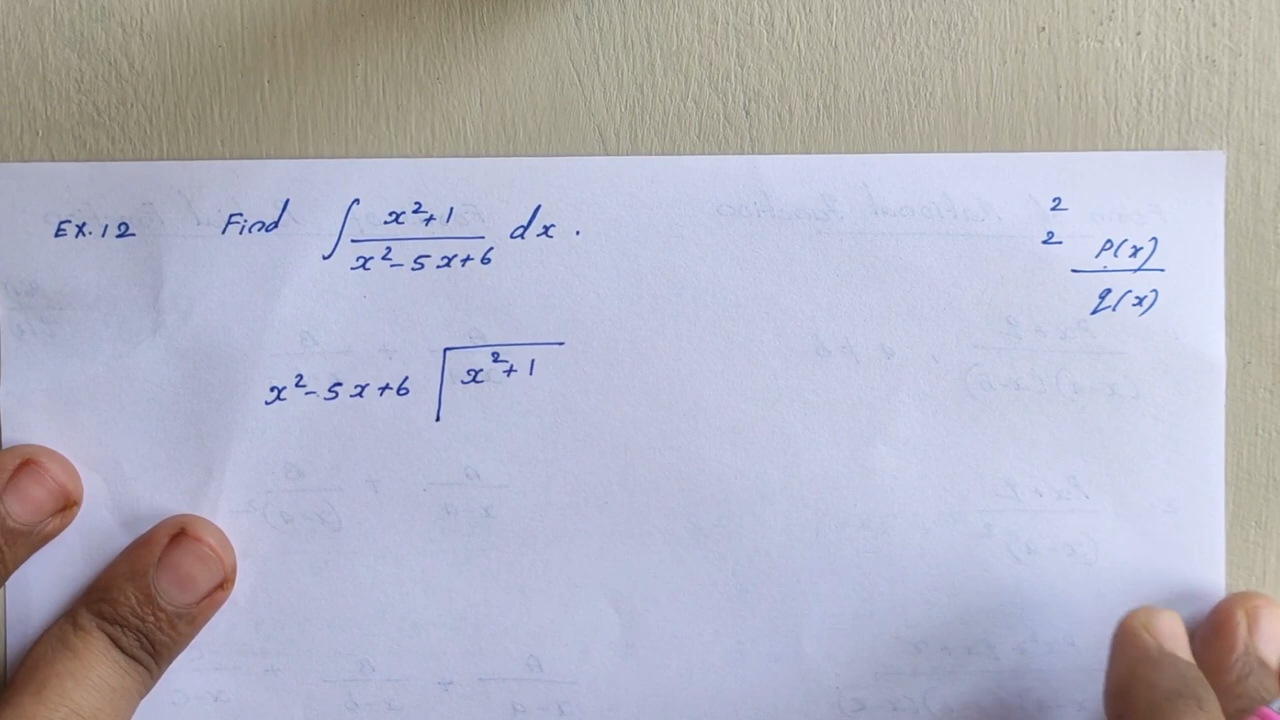 Ex.12 Find ∫ (x²+1)/(x²-5x+6) dx.
2
2 P(x)/q(x)
x²-5x+6 ⟌ x²+1